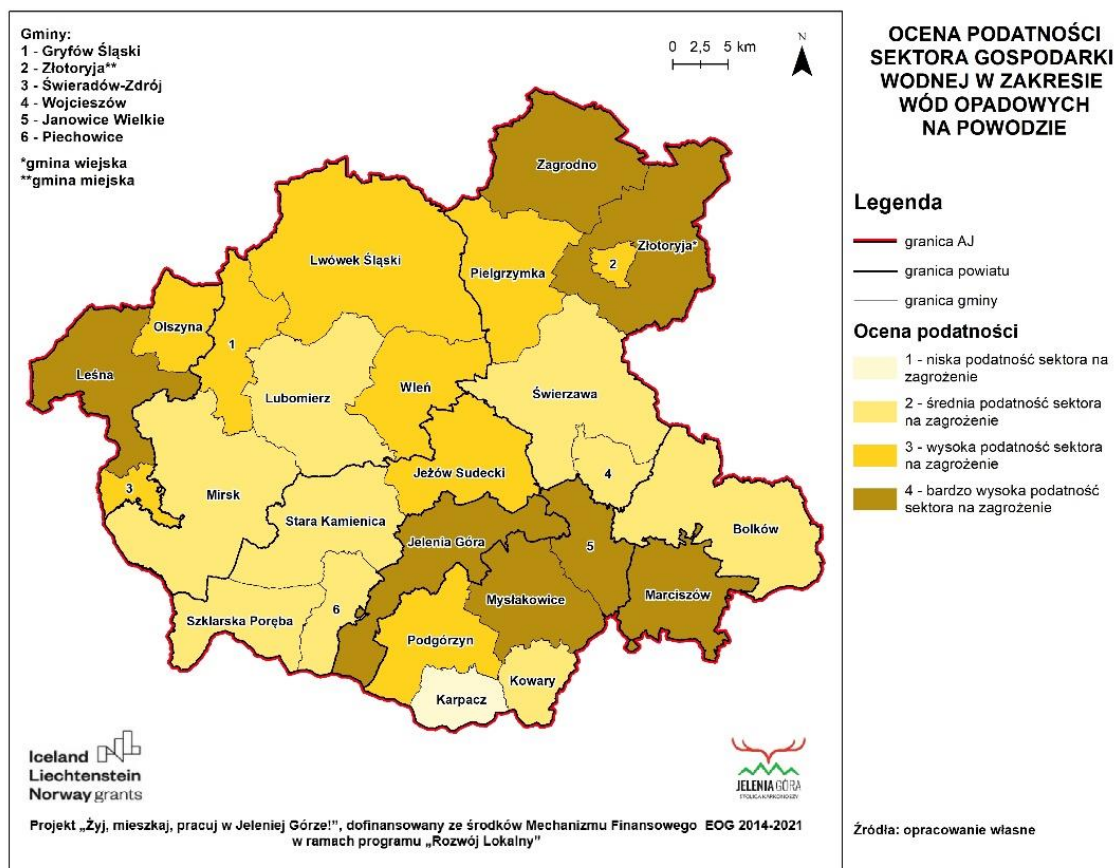 Gminy:
1 - Gryfów Śląski
2 - Złotoryja**
3 - Świeradów-Zdrój
4 - Wojcieszów
5 - Janowice Wielkie
6 - Piechowice
*gmina wiejska
**gmina miejska
0 2,5 5 km
N
OCENA PODATNOŚCI
SEKTORA GOSPODARKI
WODNEJ W ZAKRESIE
WÓD OPADOWYCH
NA POWODZIE
Legenda
granica AJ
granica powiatu
granica gminy
Ocena podatności
1 - niska podatność sektora na
zagrożenie
2 - średnia podatność sektora
na zagrożenie
3 - wysoka podatność sektora
na zagrożenie
4 - bardzo wysoka podatność
sektora na zagrożenie
Zagrodno
Złotoryja*
2
Lwówek Śląski
Pielgrzymka
Olszyna
1
Leśna
Lubomierz
Wleń
Świerzawa
Jeżów Sudecki
4
3
Mirsk
Stara Kamienica
Bolków
Jelenia Góra
5
Mysłakowice
Marciszów
Szklarska Poręba
6
Podgórzyn
Kowary
Karpacz
Iceland
Liechtenstein
Norway grants
JELENIA GÓRA
STOLICA KARKONOSZY
Projekt „Żyj, mieszkaj, pracuj w Jeleniej Górze!”, dofinansowany ze środków Mechanizmu Finansowego EOG 2014-2021
w ramach programu „Rozwój Lokalny”
Źródła: opracowanie własne